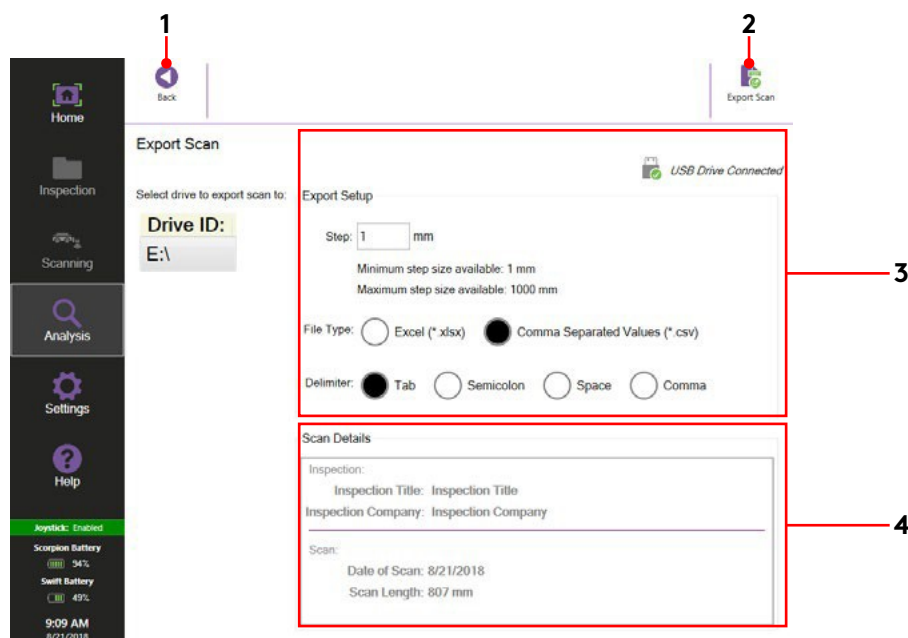 1
2
Home
Inspection
Scanning
Analysis
Settings
Help
Joystick: Enabled
Scorpion Battery
94%
Swift Battery
49%
9:09 AM
8/21/2018
Back
Export Scan
Export Scan
Select drive to export scan to:
Drive ID:
E:\
USB Drive Connected
Export Setup
Step: 1 mm
Minimum step size available: 1 mm
Maximum step size available: 1000 mm
File Type: Excel (*.xlsx) Comma Separated Values (*.csv)
Delimiter: Tab Semicolon Space Comma
3
Scan Details
Inspection:
Inspection Title: Inspection Title
Inspection Company: Inspection Company
Scan:
Date of Scan: 8/21/2018
Scan Length: 807 mm
4